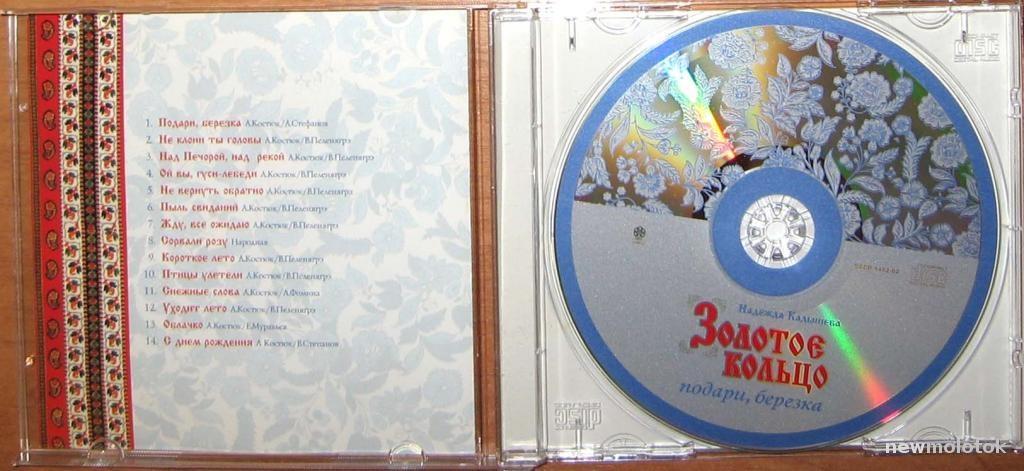 1. Подари, березка А.Костюк/А.Стефанов
2. Не клони ты головы А.Костюк/В.Пеленягрэ
3. Над Печорой, над рекой А.Костюк/В.Пеленягрэ
4. Ой вы, гуси-лебеди А.Костюк/В.Пеленягрэ
5. Не вернуть обратно А.Костюк/В.Пеленягрэ
6. Пыль свиданий А.Костюк/В.Пеленягрэ
7. Жду, все ожидаю А.Костюк/В.Пеленягрэ
8. Сорвали розу Народная
9. Короткое лето А.Костюк/В.Пеленягрэ
10. Птицы улетели А.Костюк/В.Пеленягрэ
11. Снежные слова А.Костюк/А.Фомина
12. Уходит лето А.Костюк/В.Пеленягрэ
13. Облачко А.Костюк/Е.Муравьев
14. С днем рождения А.Костюк/В.Степанов
Надежда Кадышева
Золотое
кольцо
подари, березка
disc
disc
newmolotok